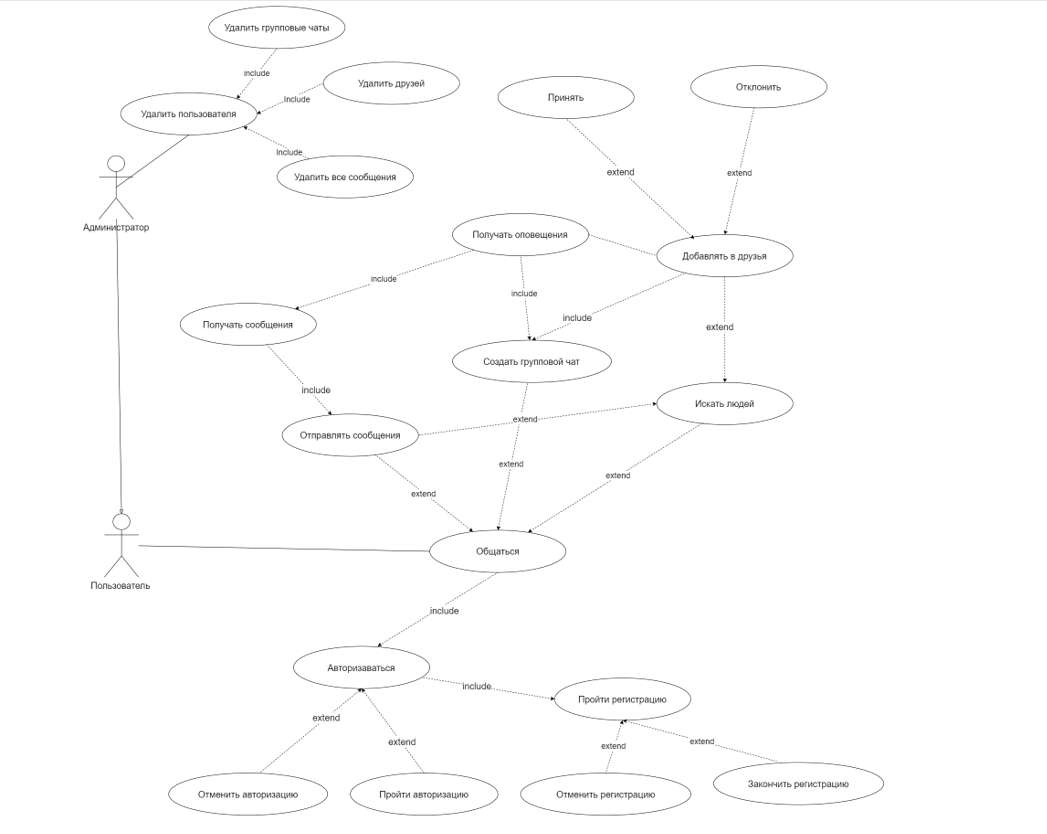 Удалить групповые чаты
include
Удалить друзей
Include
Удалить пользователя
Include
Удалить все сообщения
Администратор
Принять
Отклонить
extend
extend
Получать оповещения
Добавлять в друзья
include
include
include
extend
Получать сообщения
Создать групповой чат
include
Искать людей
extend
Отправлять сообщения
extend
extend
extend
Общаться
Пользователь
include
Авторизаваться
include
Пройти регистрацию
extend
extend
extend
extend
Отменить авторизацию
Пройти авторизацию
Отменить регистрацию
Закончить регистрацию